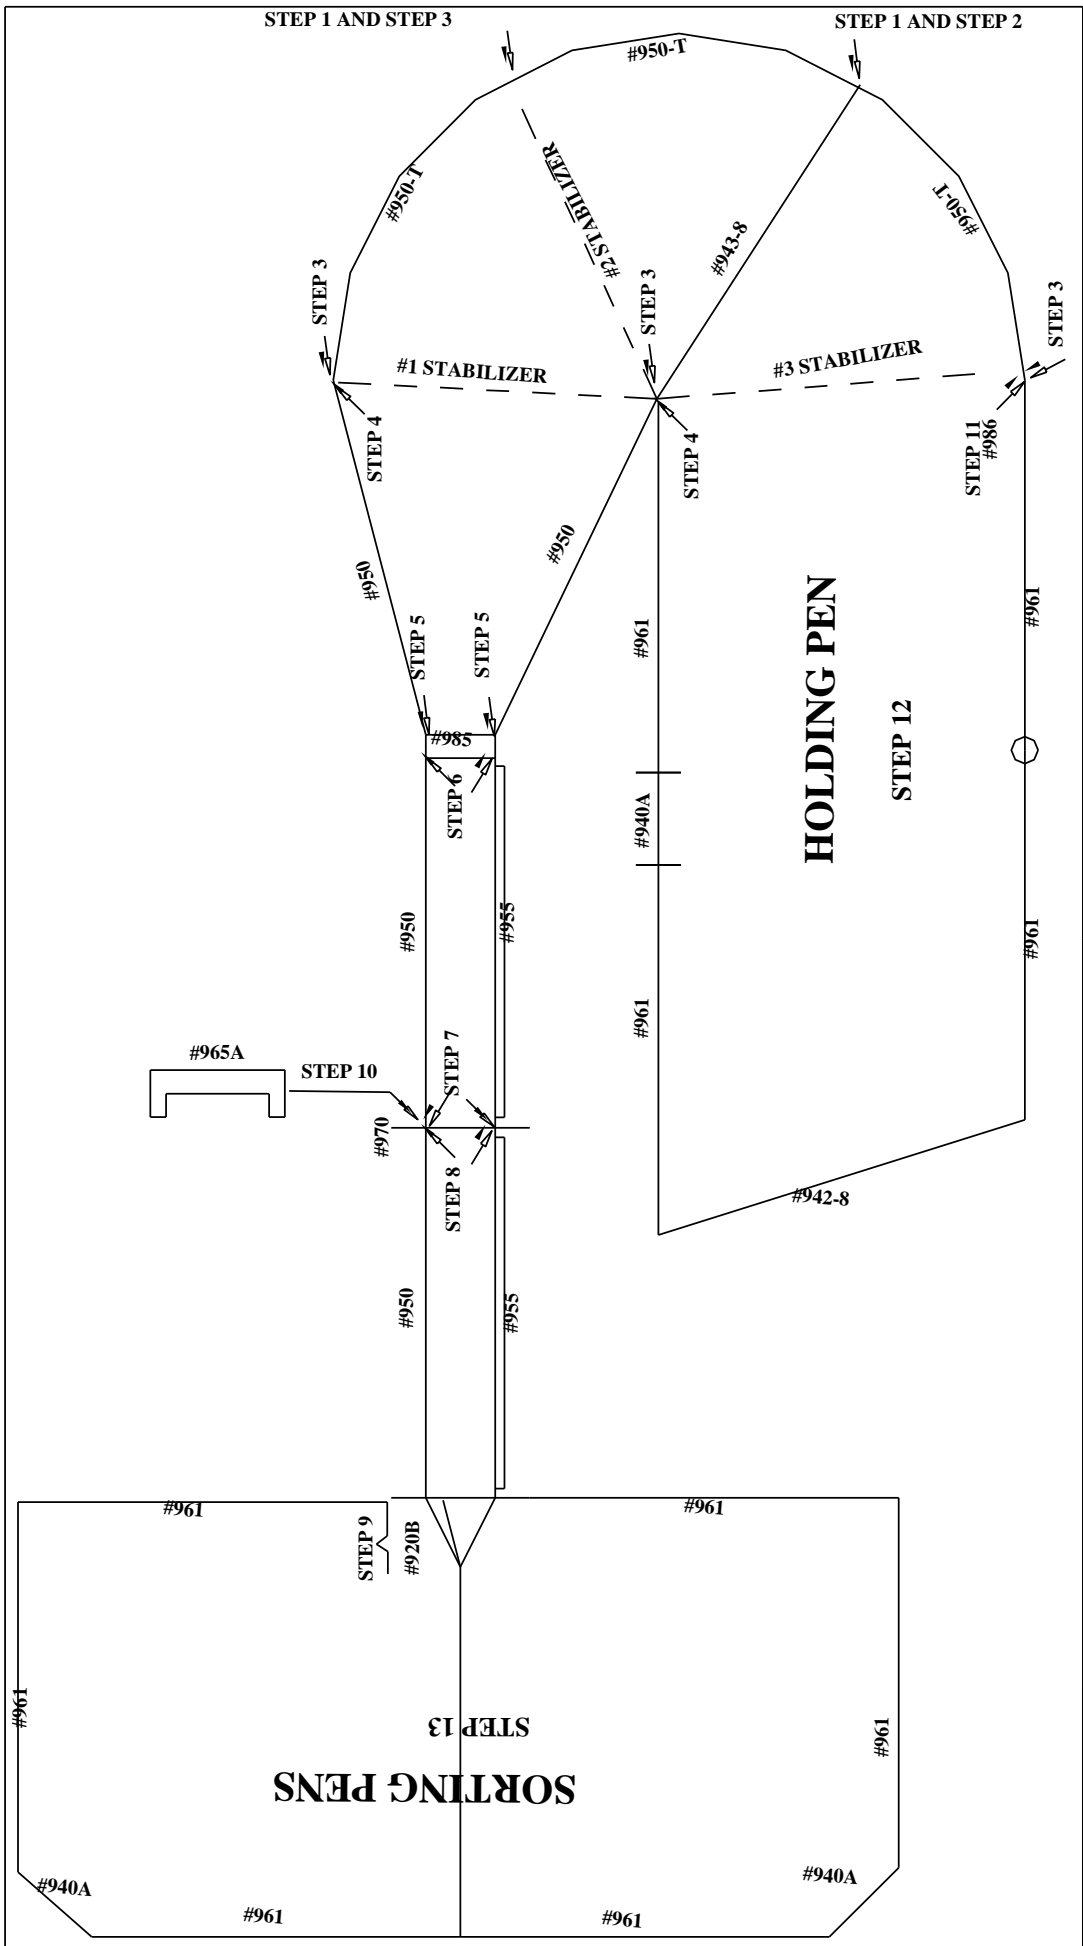 STEP 1 AND STEP 3
STEP 1 AND STEP 2
#950-T
#950-T
#950-T
#2 STABILIZER
#943-8
STEP 3
STEP 3
STEP 3
#1 STABILIZER
#3 STABILIZER
STEP 4
STEP 4
STEP 11
#986
#950
#950
STEP 5
STEP 5
#961
#961
HOLDING PEN
STEP 12
#985
STEP 6
#940A
#950
#955
#961
#961
#965A
STEP 10
STEP 7
#970
STEP 8
#942-8
#950
#955
#961
#961
STEP 9
#920B
#961
#961
STEP 13
SORTING PENS
#940A
#940A
#961
#961